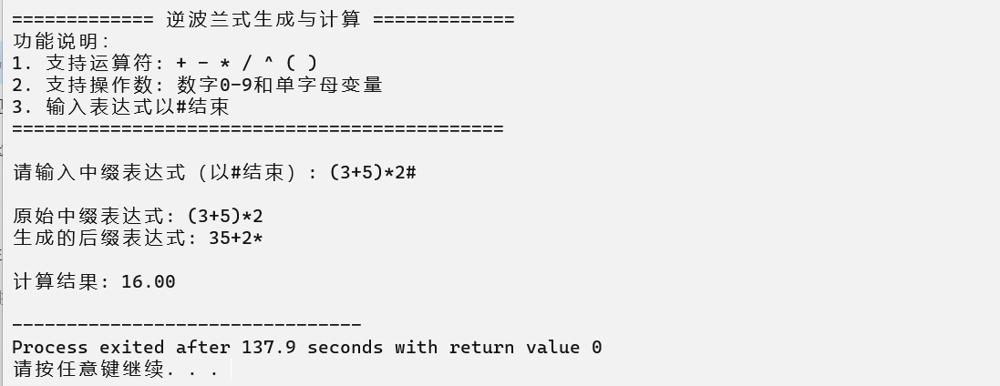 ============= 逆波兰式生成与计算 =============
功能说明:
1. 支持运算符: + - * / ^ ( )
2. 支持操作数: 数字0-9和单字母变量
3. 输入表达式以#结束
=============================================
请输入中缀表达式 (以#结束) : (3+5)*2#
原始中缀表达式: (3+5)*2
生成的后缀表达式: 35+2*
计算结果: 16.00
--------------------------------
Process exited after 137.9 seconds with return value 0
请按任意键继续. . .